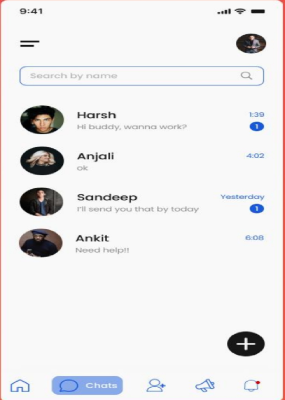 9:41
Search by name
Harsh 1:39
Hi buddy, wanna work? 1
Anjali 4:02
ok
Sandeep Yesterday
I'll send you that by today 1
Ankit 6:08
Need help!!
Chats